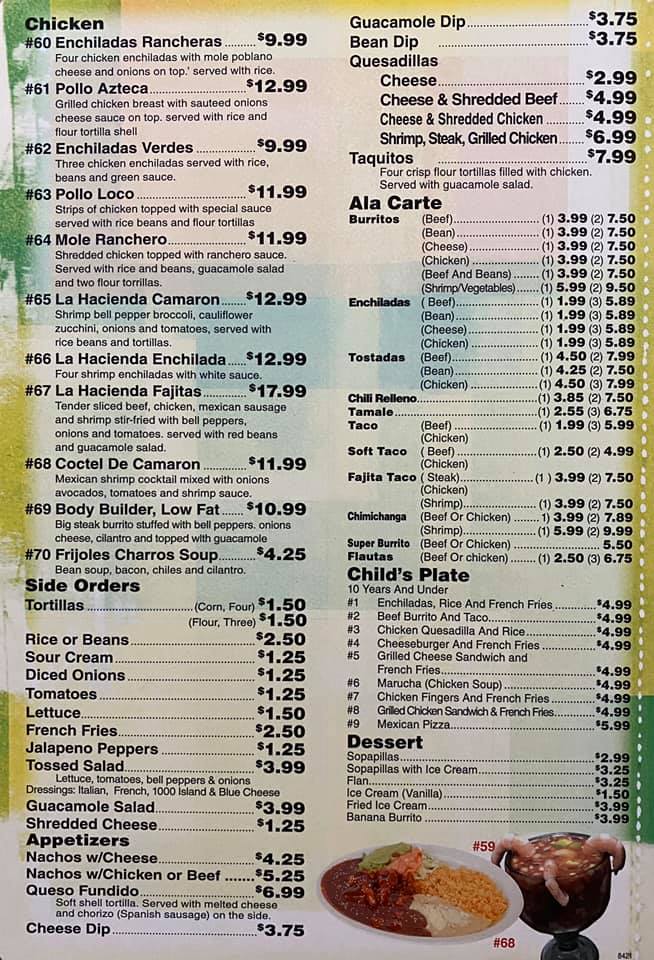 Chicken
#60 Enchiladas Rancheras ........$9.99
Four chicken enchiladas with mole poblano
cheese and onions on top.' served with rice.
#61 Pollo Azteca........................$12.99
Grilled chicken breast with sauteed onions
cheese sauce on top. served with rice and
flour tortilla shell
#62 Enchiladas Verdes ................$9.99
Three chicken enchiladas served with rice,
beans and green sauce.
#63 Pollo Loco ............................$11.99
Strips of chicken topped with special sauce
served with rice beans and flour tortillas
#64 Mole Ranchero....................$11.99
Shredded chicken topped with ranchero sauce.
Served with rice and beans, guacamole salad
and two flour torrillas.
#65 La Hacienda Camaron.......$12.99
Shrimp bell pepper broccoli, cauliflower
zucchini, onions and tomatoes, served with
rice beans and tortillas.
#66 La Hacienda Enchilada.....$12.99
Four shrimp enchiladas with white sauce.
#67 La Hacienda Fajitas............$17.99
Tender sliced beef, chicken, mexican sausage
and shrimp stir-fried with bell peppers,
onions and tomatoes. served with red beans
and guacamole salad.
#68 Coctel De Camaron ...........$11.99
Mexican shrimp cocktail mixed with onions
avocados, tomatoes and shrimp sauce.
#69 Body Builder, Low Fat......$10.99
Big steak burrito stuffed with bell peppers. onions
cheese, cilantro and topped with guacamole
#70 Frijoles Charros Soup..........$4.25
Bean soup, bacon, chiles and cilantro.
Side Orders
Tortillas ...........................(Corn, Four) $1.50
(Flour, Three) $1.50
Rice or Beans................................$2.50
Sour Cream...................................$1.25
Diced Onions................................$1.25
Tomatoes......................................$1.25
Lettuce..........................................$1.50
French Fries..................................$2.50
Jalapeno Peppers ........................$1.25
Tossed Salad................................$3.99
Lettuce, tomatoes, bell peppers & onions
Dressings: Italian, French, 1000 Island & Blue Cheese
Guacamole Salad.........................$3.99
Shredded Cheese.........................$1.25
Appetizers
Nachos w/Cheese.........................$4.25
Nachos w/Chicken or Beef .......$5.25
Queso Fundido.............................$6.99
Soft shell tortilla. Served with melted cheese
and chorizo (Spanish sausage) on the side.
Cheese Dip...................................$3.75
Guacamole Dip.............................$3.75
Bean Dip .............................$3.75
Quesadillas
Cheese....................................$2.99
Cheese & Shredded Beef.......$4.99
Cheese & Shredded Chicken ..........$4.99
Shrimp, Steak, Grilled Chicken......$6.99
Taquitos ..............................$7.99
Four crisp flour tortillas filled with chicken.
Served with guacamole salad.
Ala Carte
Burritos (Beef)......................(1) 3.99 (2) 7.50
(Bean)......................(1) 3.99 (2) 7.50
(Cheese)..................(1) 3.99 (2) 7.50
(Chicken) ................(1) 3.99 (2) 7.50
(Beef And Beans) .......(1) 3.99 (2) 7.50
(Shrimp/Vegetables)......(1) 5.99 (2) 9.50
Enchiladas ( Beef)......................(1) 1.99 (3) 5.89
(Bean)......................(1) 1.99 (3) 5.89
(Cheese)..................(1) 1.99 (3) 5.89
(Chicken).................(1) 1.99 (3) 5.89
Tostadas (Beef)......................(1) 4.50 (2) 7.99
(Bean)......................(1) 4.25 (2) 7.50
(Chicken) ................(1) 4.50 (3) 7.99
Chili Relleno..............................(1) 3.85 (2) 7.50
Tamale.......................................(1) 2.55 (3) 6.75
Taco (Beef) .....................(1) 1.99 (3) 5.99
(Chicken)
Soft Taco ( Beef) .....................(1) 2.50 (2) 4.99
(Chicken)
Fajita Taco ( Steak)....................(1 ) 3.99 (2) 7.50
(Chicken)
(Shrimp)...................(1) 3.99 (2) 7.50
Chimichanga (Beef Or Chicken) ....... 1) 3.99 (2) 7.89
(Shrimp)...................(1) 5.99 (2) 9.99
Super Burrito (Beef Or Chicken) ....................... 5.50
Flautas (Beef Or chicken) ........(1) 2.50 (3) 6.75
Child's Plate
10 Years And Under
#1 Enchiladas, Rice And French Fries ............$4.99
#2 Beef Burrito And Taco..............................$4.99
#3 Chicken Quesadilla And Rice...................$4.99
#4 Cheeseburger And French Fries ...............$4.99
#5 Grilled Cheese Sandwich and
French Fries...............................................$4.99
#6 Marucha (Chicken Soup) .........................$4.99
#7 Chicken Fingers And French Fries ............$4.99
#8 Grilled Chicken Sandwich & French Fries.....$4.99
#9 Mexican Pizza..........................................$5.99
Dessert
Sopapillas......................................................$2.99
Sopapillas with Ice Cream..............................$3.25
Flan................................................................$3.25
Ice Cream (Vanilla).........................................$1.50
Fried Ice Cream..............................................$3.99
Banana Burrito ..............................................$3.99
#59
#68